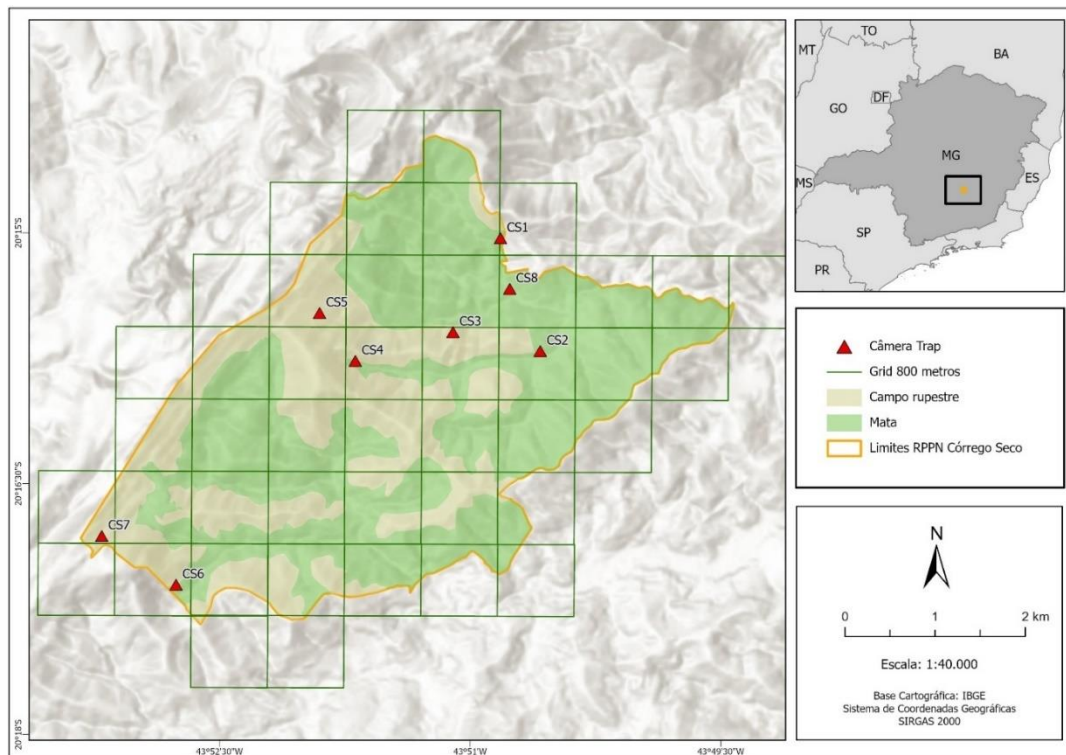 20°15'S
20°16'30"S
20°18'S
43°52'30"W
43°51'W
43°49'30"W
CS1
CS8
CS5
CS3
CS2
CS4
CS7
CS6
TO
MT
BA
GO
DF
MG
ES
MS
SP
PR
Câmera Trap
Grid 800 metros
Campo rupestre
Mata
Limites RPPN Córrego Seco
N
0 1 2 km
Escala: 1:40.000
Base Cartográfica: IBGE
Sistema de Coordenadas Geográficas
SIRGAS 2000